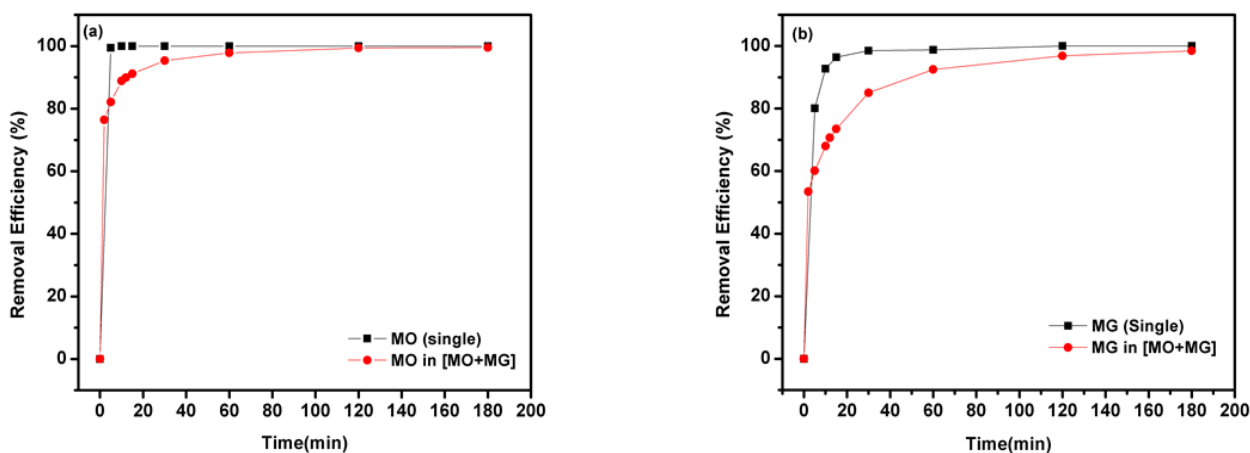 (a)
100
80
60
40
20
0
Removal Efficiency (%)
MO (single)
MO in [MO+MG]
0 20 40 60 80 100 120 140 160 180 200
Time(min)
(b)
100
80
60
40
20
0
Removal Efficiency (%)
MG (Single)
MG in [MO+MG]
0 20 40 60 80 100 120 140 160 180 200
Time(min)